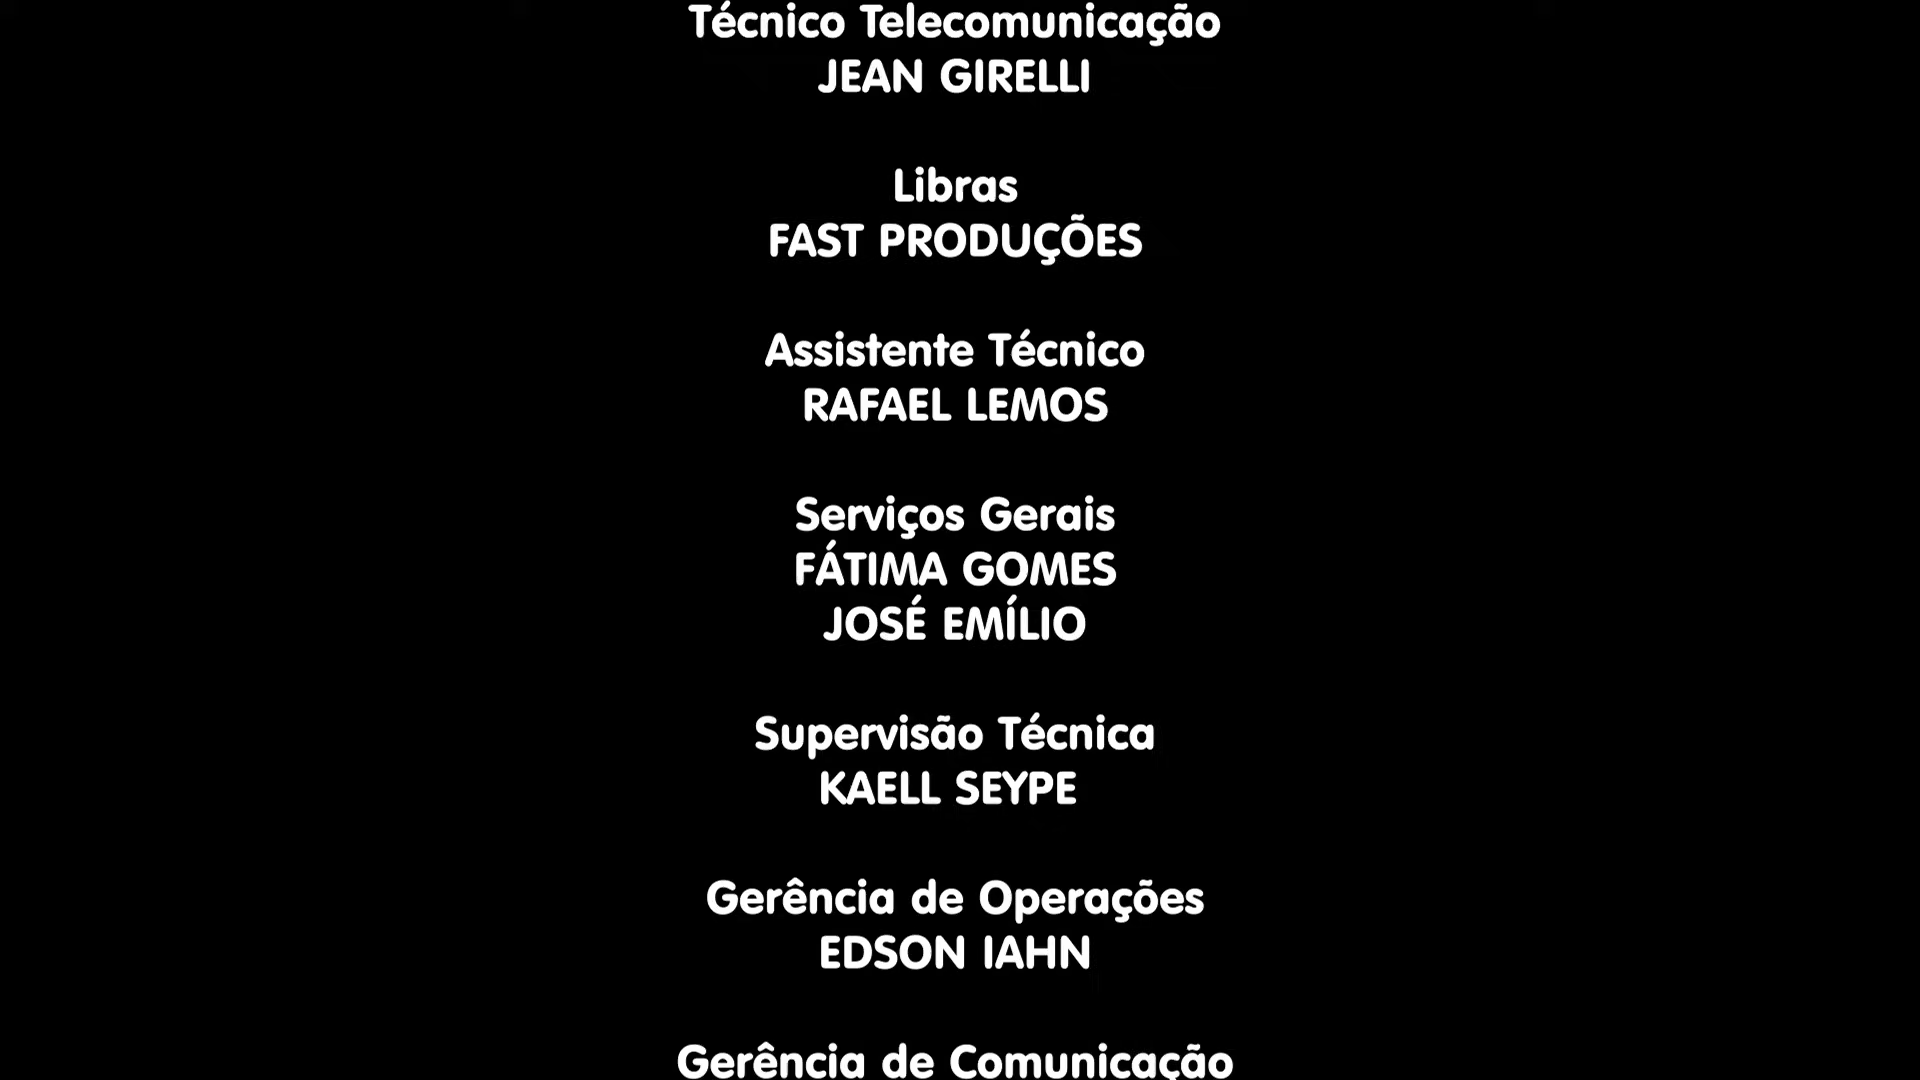 Técnico Telecomunicação
JEAN GIRELLI
Libras
FAST PRODUÇÕES
Assistente Técnico
RAFAEL LEMOS
Serviços Gerais
FÁTIMA GOMES
JOSÉ EMÍLIO
Supervisão Técnica
KAELL SEYPE
Gerência de Operações
EDSON IAHN
Gerência de Comunicação